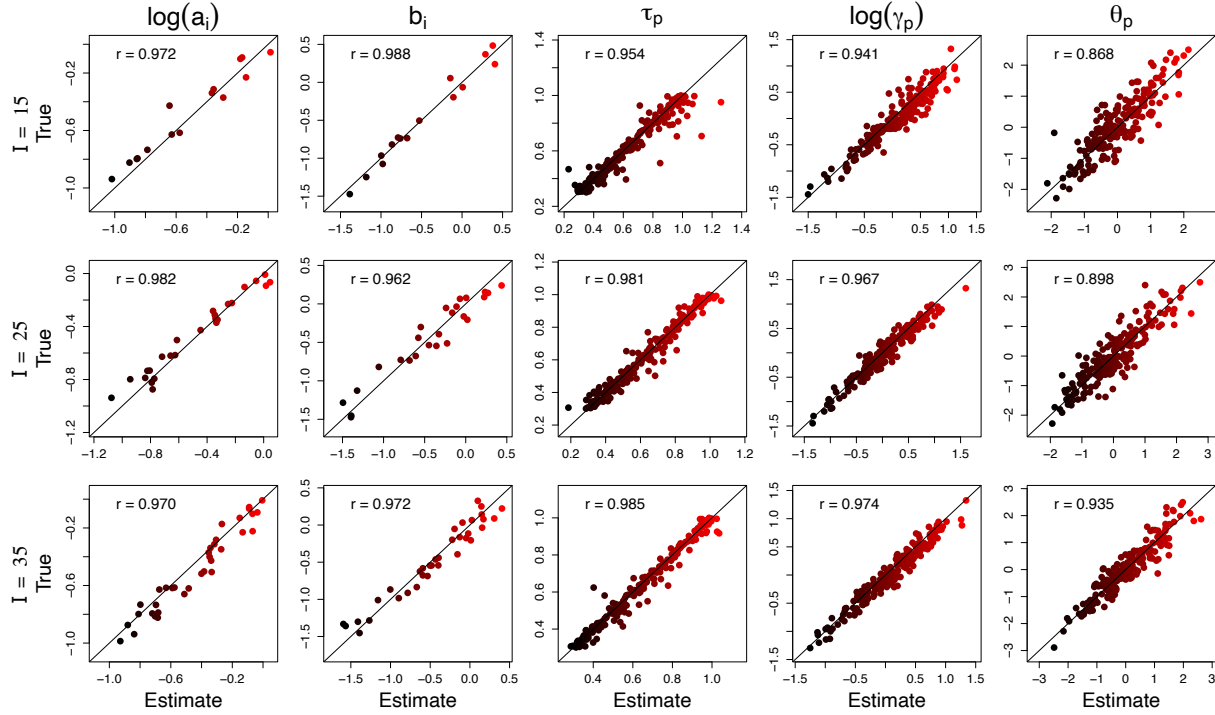 log(a_i) b_i τ_p log(γ_p) θ_p
I = 15
True
r = 0.972
−0.2
−0.6
−1.0
−1.0 −0.6 −0.2
r = 0.988
0.5
0.0
−0.5
−1.0
−1.5
−1.5 −1.0 −0.5 0.0 0.5
r = 0.954
1.4
1.0
0.6
0.2
0.2 0.4 0.6 0.8 1.0 1.2 1.4
r = 0.941
1.5
0.5
−0.5
−1.5
−1.5 −0.5 0.5 1.5
r = 0.868
2
1
0
−1
−2
−2 −1 0 1 2
I = 25
True
r = 0.982
0.0
−0.4
−0.8
−1.2
−1.2 −0.8 −0.4 0.0
r = 0.962
0.5
0.0
−0.5
−1.0
−1.5
−1.5 −1.0 −0.5 0.0 0.5
r = 0.981
1.2
1.0
0.8
0.6
0.4
0.2
0.2 0.4 0.6 0.8 1.0 1.2
r = 0.967
1.5
0.5
−0.5
−1.5
−1.5 −0.5 0.5 1.5
r = 0.898
3
2
1
0
−1
−2
−2 −1 0 1 2 3
I = 35
True
r = 0.970
−0.2
−0.6
−1.0
−1.0 −0.6 −0.2
Estimate
r = 0.972
0.5
0.0
−0.5
−1.0
−1.5
−1.5 −1.0 −0.5 0.0 0.5
Estimate
r = 0.985
1.0
0.8
0.6
0.4
0.4 0.6 0.8 1.0 1.2
Estimate
r = 0.974
1.5
0.5
−0.5
−1.5
−1.5 −0.5 0.5 1.5
Estimate
r = 0.935
3
2
1
0
−1
−2
−3
−3 −2 −1 0 1 2 3
Estimate